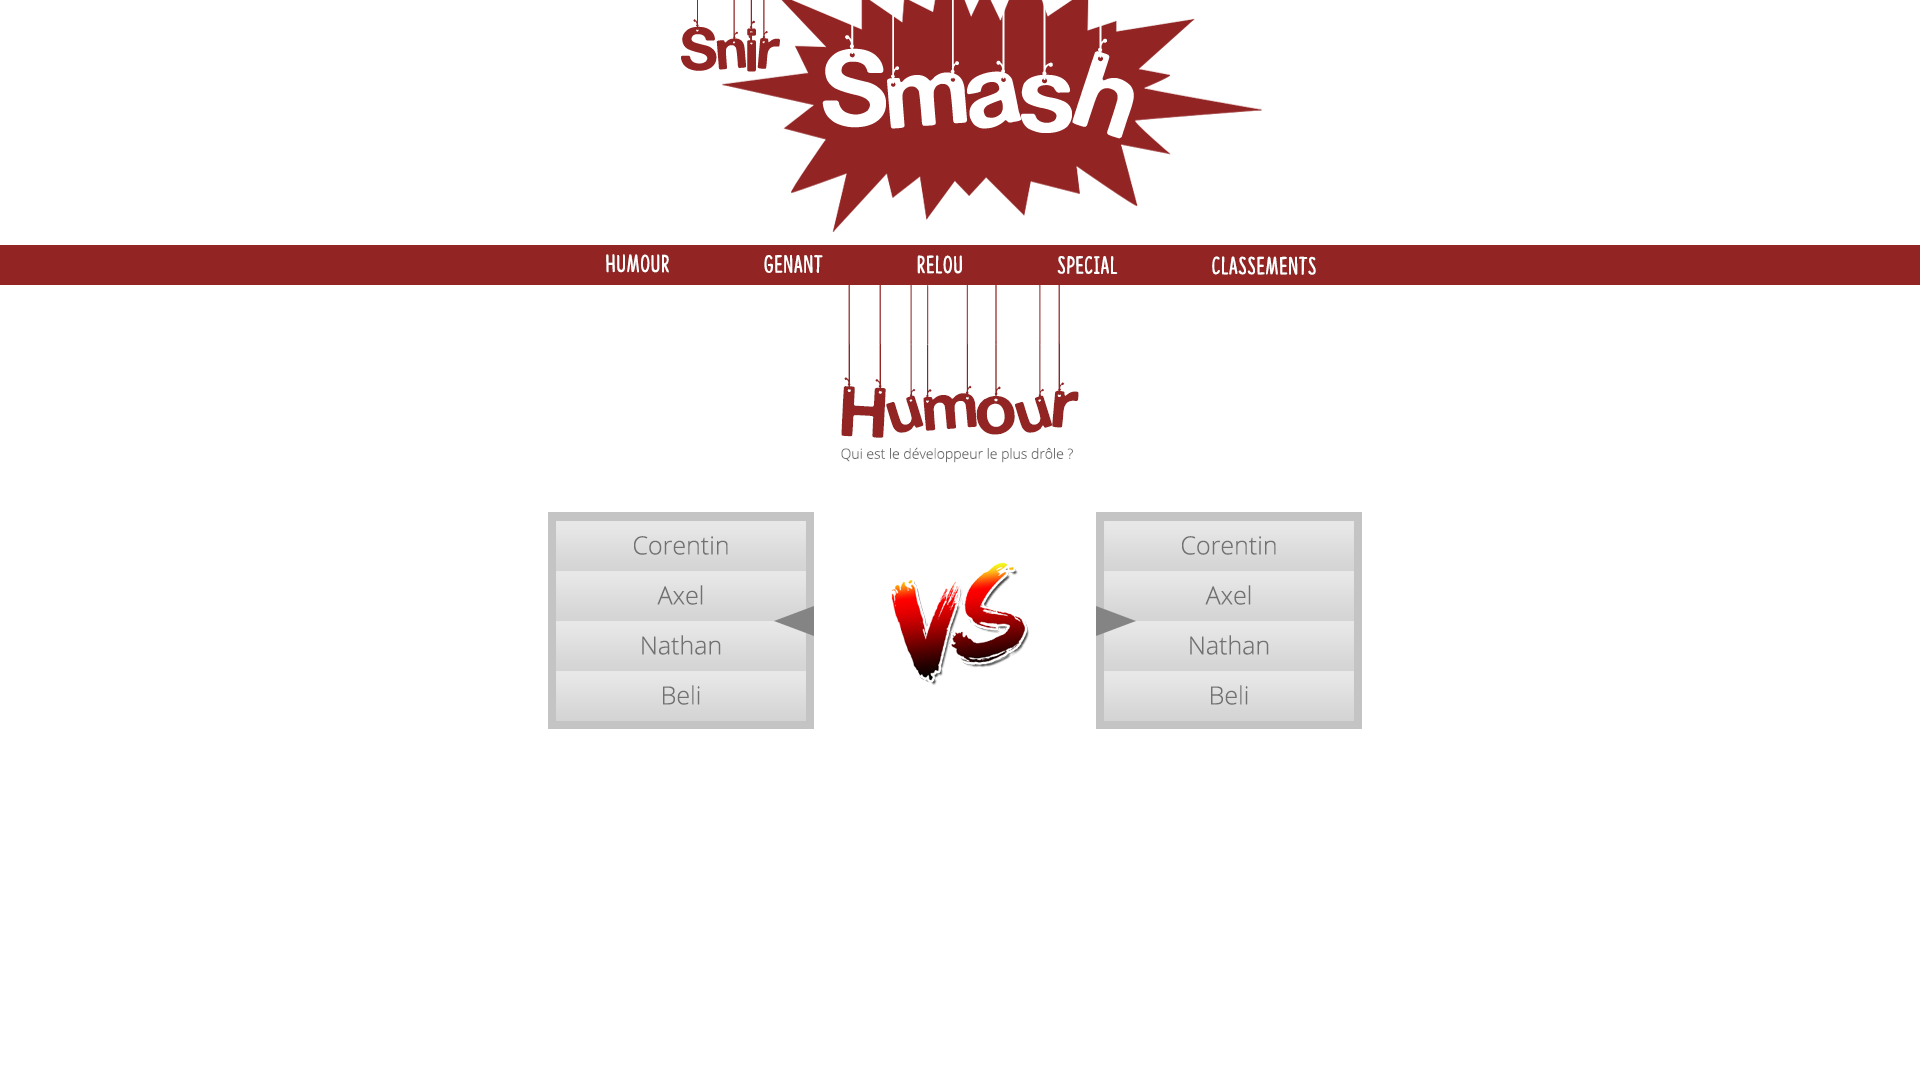 Snir
Smash
HUMOUR GENANT RELOU SPECIAL CLASSEMENTS
Humour
Qui est le développeur le plus drôle ?
Corentin
Axel
Nathan
Beli
VS
Corentin
Axel
Nathan
Beli